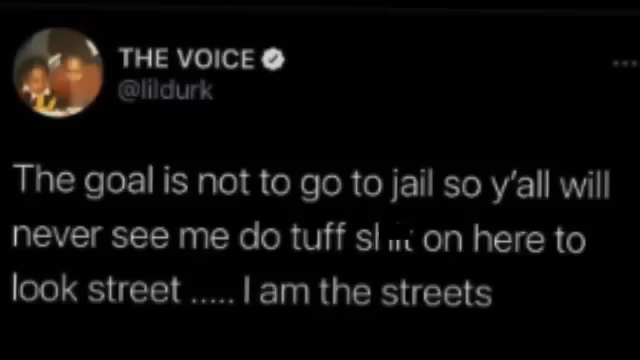 THE VOICE
@lildurk
The goal is not to go to jail so y'all will
never see me do tuff on here to
look street ..... I am the streets